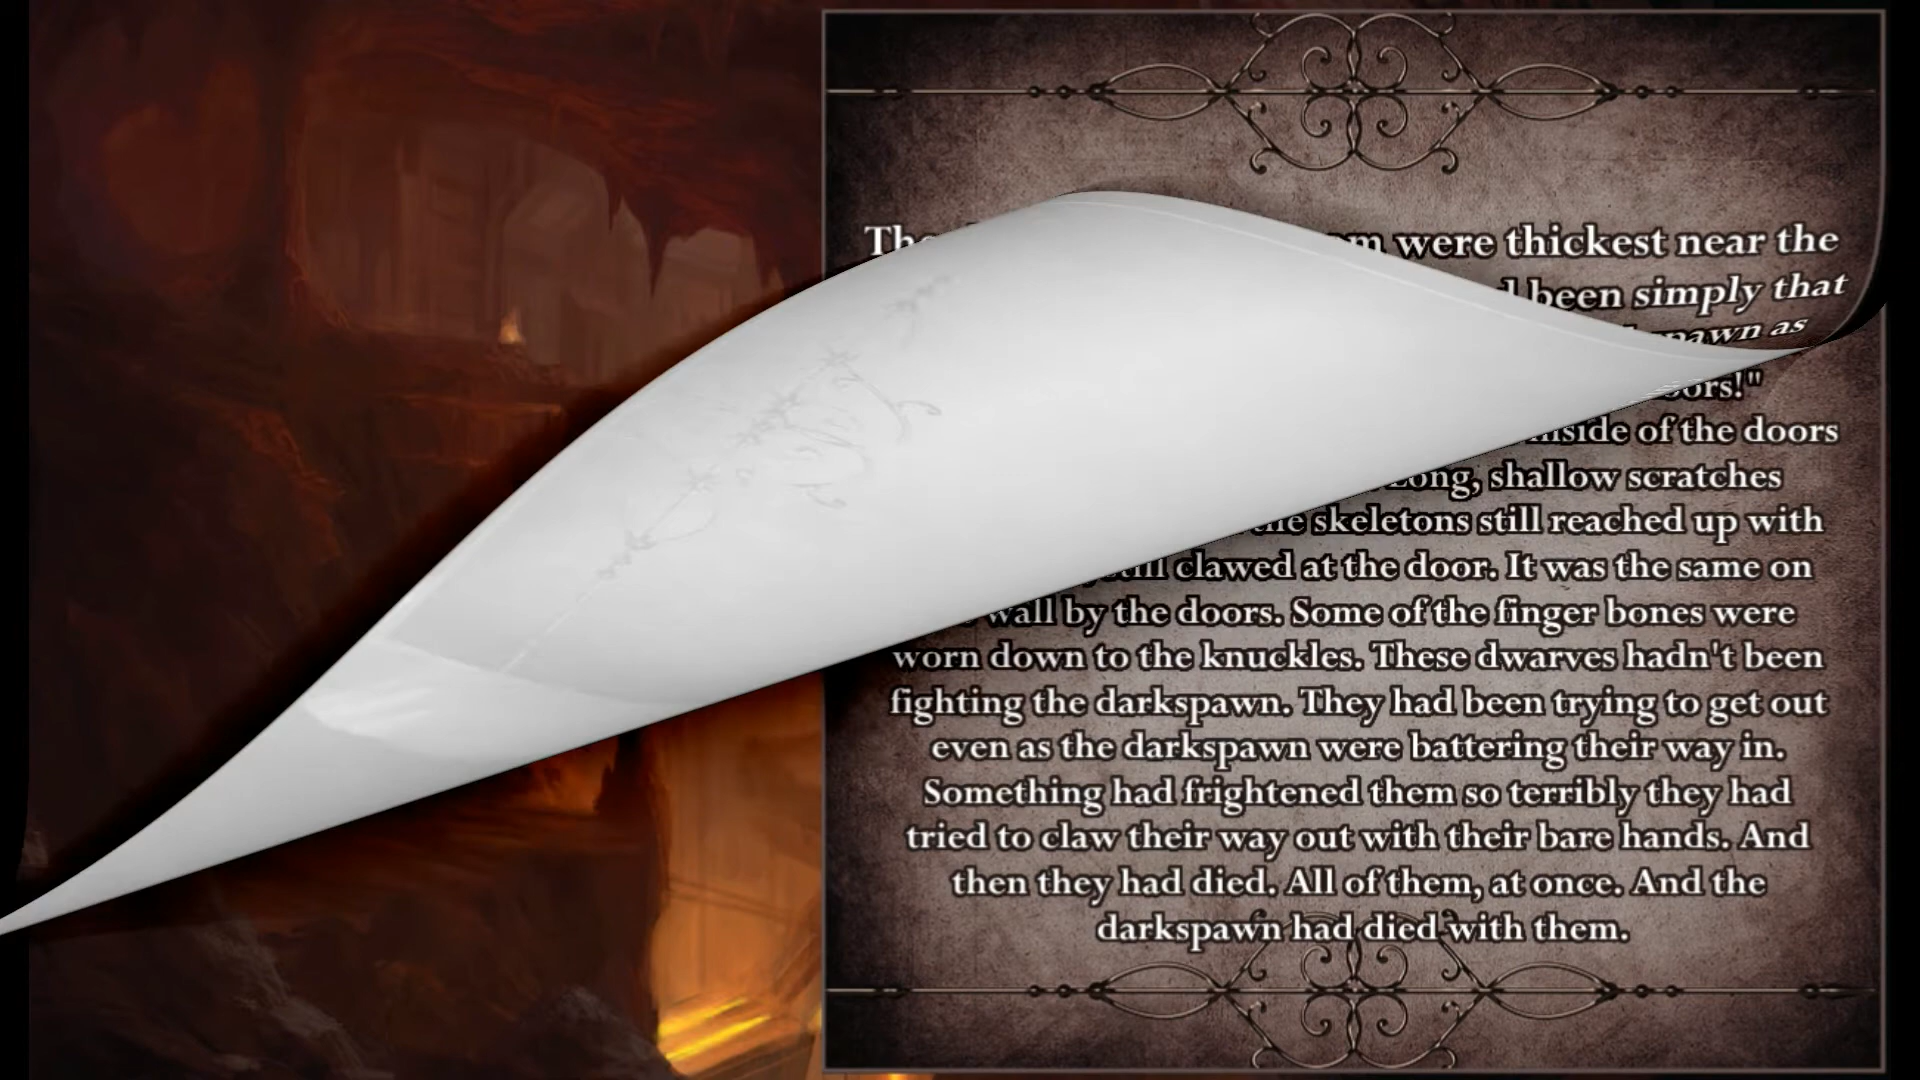 were thickest near the
been simply that
as
inside of the doors
shallow scratches
skeletons still reached up with
clawed at the door. It was the same on
wall by the doors. Some of the finger bones were
worn down to the knuckles. These dwarves hadn't been
fighting the darkspawn. They had been trying to get out
even as the darkspawn were battering their way in.
Something had frightened them so terribly they had
tried to claw their way out with their bare hands. And
then they had died. All of them, at once. And the
darkspawn had died with them.